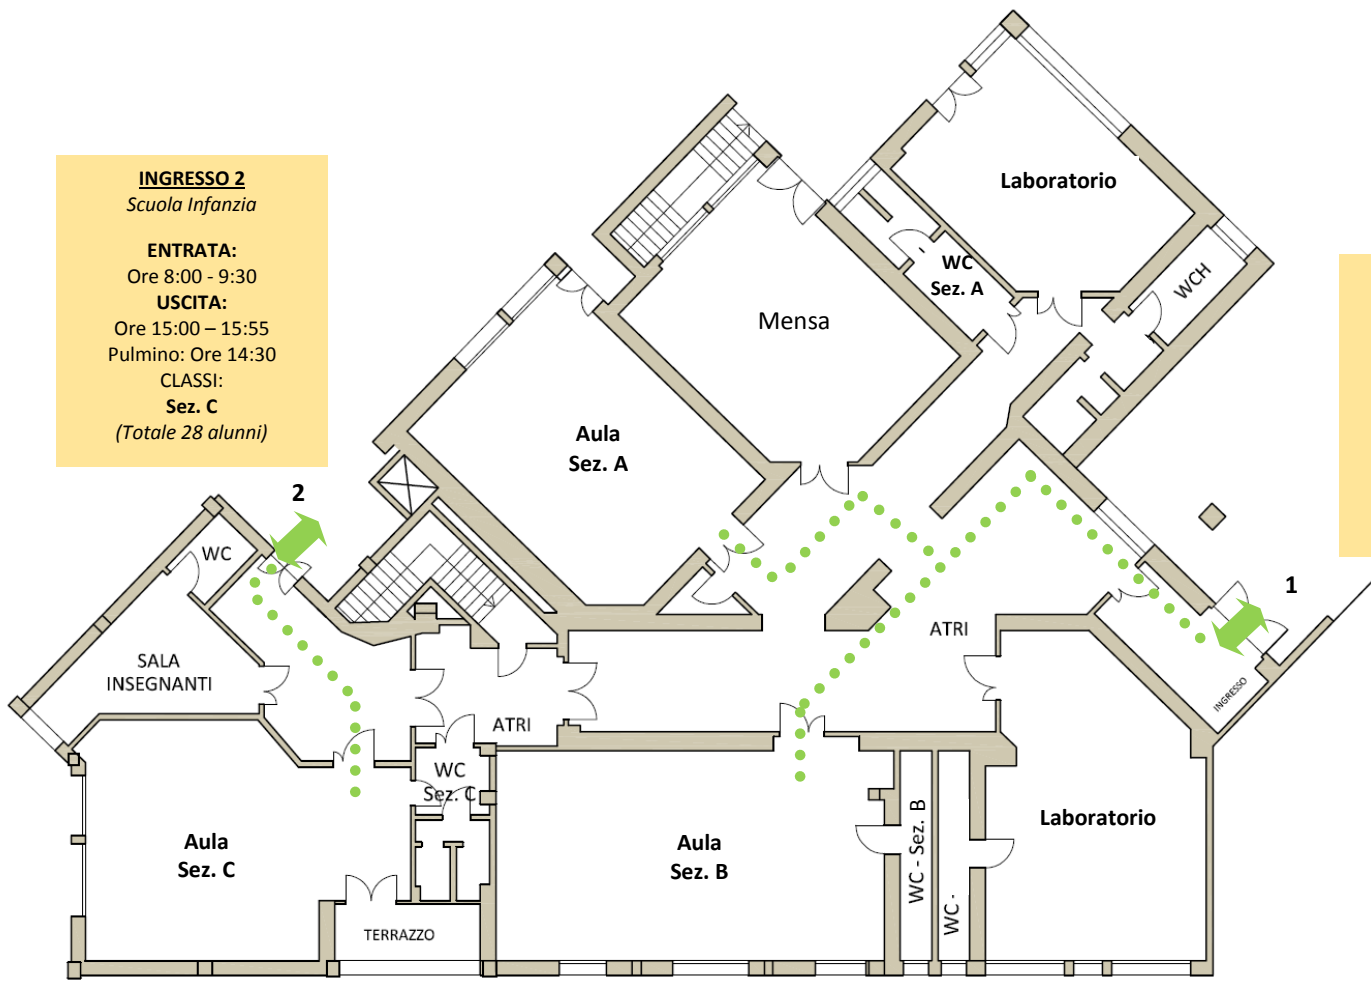 INGRESSO 2
Scuola Infanzia
ENTRATA:
Ore 8:00 - 9:30
USCITA:
Ore 15:00 – 15:55
Pulmino: Ore 14:30
CLASSI:
Sez. C
(Totale 28 alunni)
Laboratorio
WC
Sez. A
WCH
Mensa
Aula
Sez. A
2
WC
1
ATRI
SALA
INSEGNANTI
INGRESSO
ATRI
WC
Sez. C
Aula
Sez. C
Aula
Sez. B
WC - Sez. B
WC -
Laboratorio
TERRAZZO